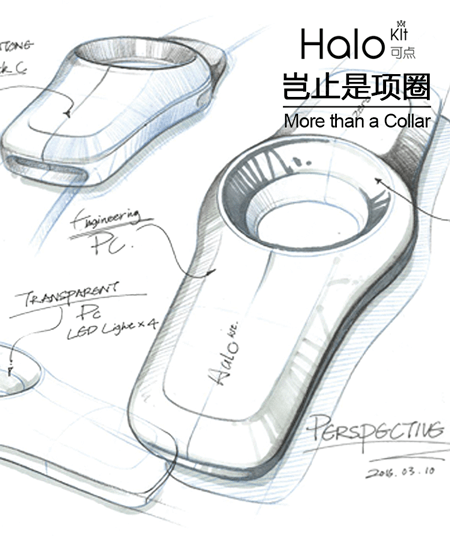 Halo
KIt
可点
岂止是项圈
More than a Collar
Engineering
PC.
TRANSPARENT
PC
LED Light x 4
Halo kit.
PERSPECTIVE
2016.03.10